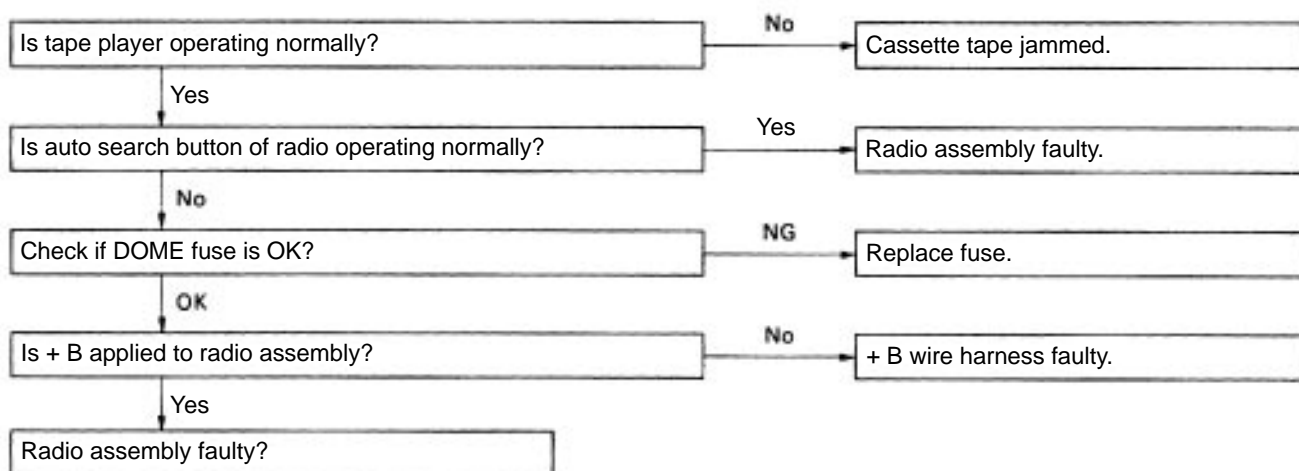 Is tape player operating normally?
No
Cassette tape jammed.
Yes
Is auto search button of radio operating normally?
Yes
Radio assembly faulty.
No
Check if DOME fuse is OK?
NG
Replace fuse.
OK
Is + B applied to radio assembly?
No
+ B wire harness faulty.
Yes
Radio assembly faulty?